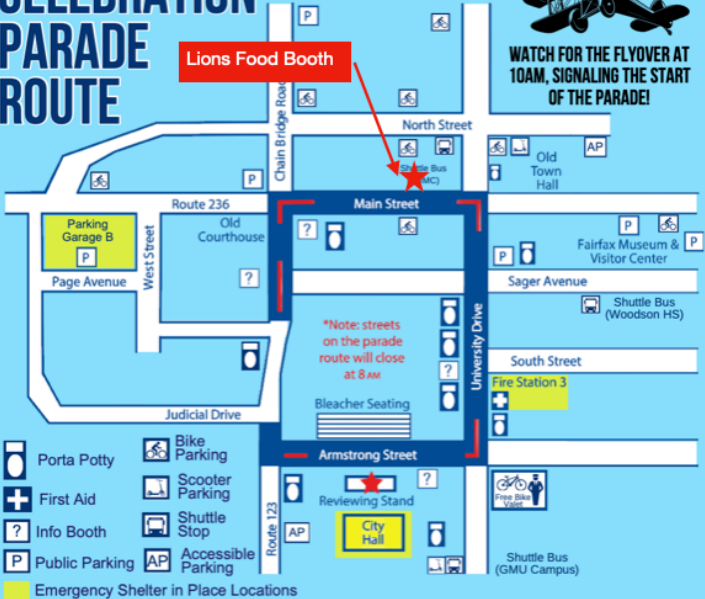 CELEBRATION
PARADE
ROUTE
WATCH FOR THE FLYOVER AT
10AM, SIGNALING THE START
OF THE PARADE!
Lions Food Booth
P
Chain Bridge Road
North Street
Shuttle Bus
MC)
Old
Town
Hall
AP
P
Route 236
Main Street
Parking
Garage B
P
West Street
Old
Courthouse
?
?
P
P
P
Fairfax Museum &
Visitor Center
Page Avenue
Sager Avenue
Shuttle Bus
(Woodson HS)
*Note: streets
on the parade
route will close
at 8 AM
University Drive
?
South Street
Fire Station 3
Bleacher Seating
Judicial Drive
Armstrong Street
Reviewing Stand
?
City
Hall
AP
Route 123
Free Bike
Valet
Shuttle Bus
(GMU Campus)
Porta Potty
First Aid
? Info Booth
P Public Parking
Bike
Parking
Scooter
Parking
Shuttle
Stop
AP Accessible
Parking
Emergency Shelter in Place Locations